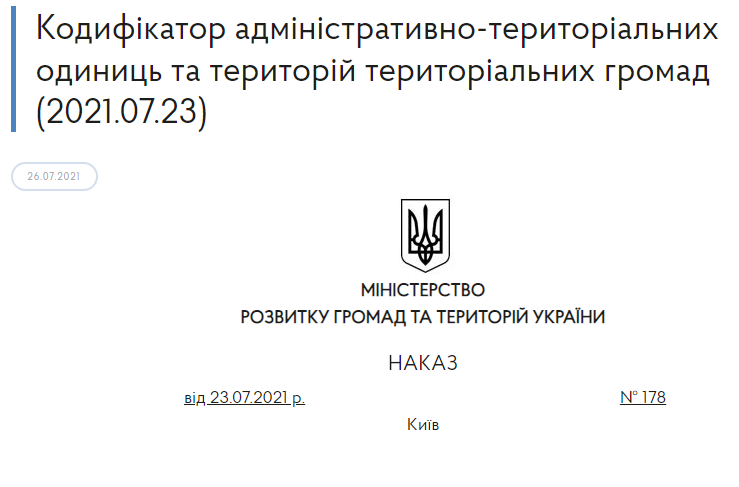 Кодифікатор адміністративно-територіальних
одиниць та територій територіальних громад
(2021.07.23)
26.07.2021
МІНІСТЕРСТВО
РОЗВИТКУ ГРОМАД ТА ТЕРИТОРІЙ УКРАЇНИ
НАКАЗ
від 23.07.2021 р. № 178
Київ